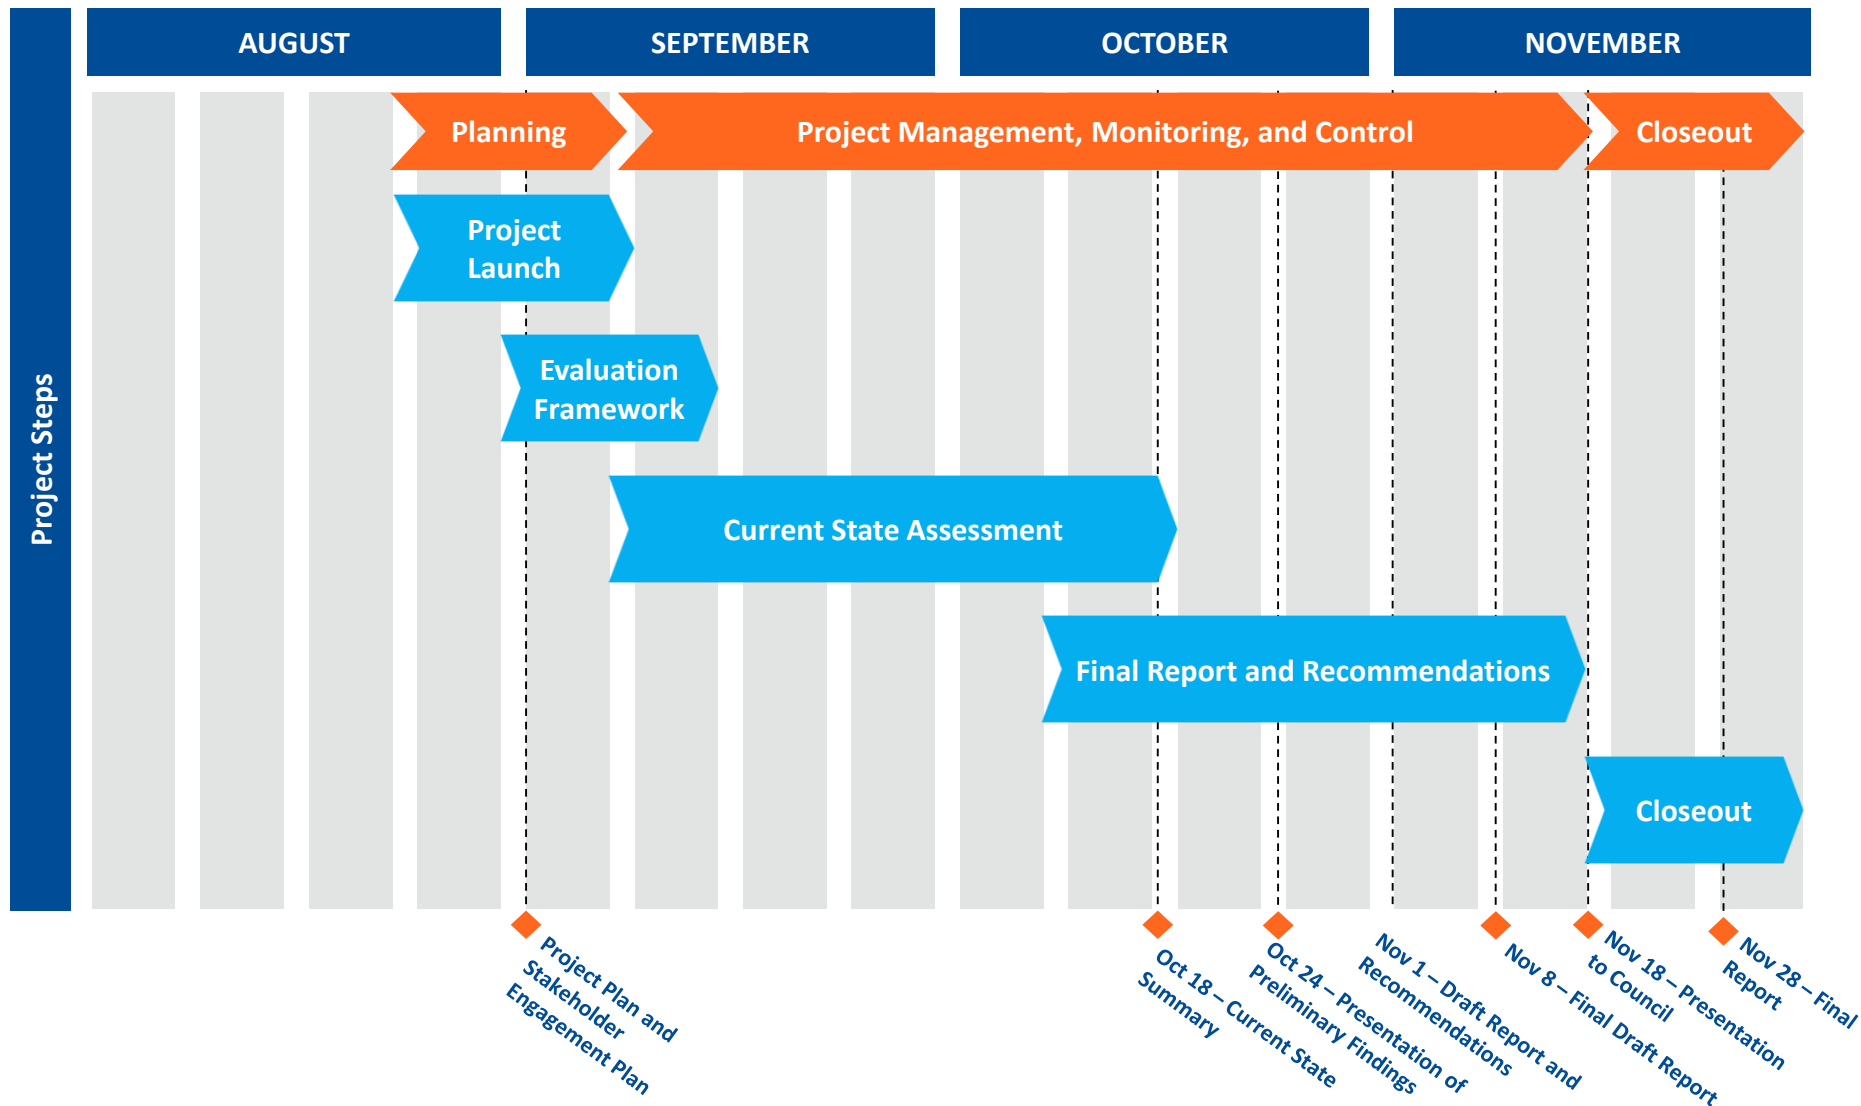 AUGUST
SEPTEMBER
OCTOBER
NOVEMBER
Project Steps
Planning
Project Management, Monitoring, and Control
Closeout
Project
Launch
Evaluation
Framework
Current State Assessment
Final Report and Recommendations
Closeout
Project Plan and
Stakeholder
Engagement Plan
Oct 18 – Current State
Summary
Oct 24 – Presentation of
Preliminary Findings
Nov 1 – Draft Report and
Recommendations
Nov 8 – Final Draft Report
Nov 18 – Presentation
to Council
Nov 28 – Final
Report